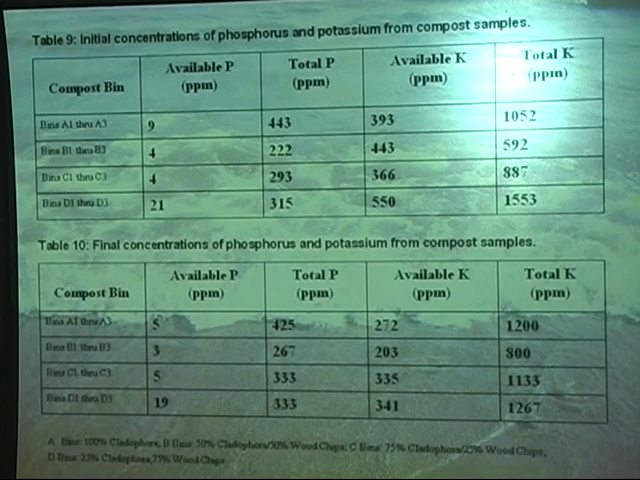 Table 9: Initial concentrations of phosphorus and potassium from compost samples.
Compost Bin Available P (ppm) Total P (ppm) Available K (ppm) Total K (ppm)
Bins A1 thru A3 9 443 393 1052
Bins B1 thru B3 4 222 443 592
Bins C1 thru C3 4 293 366 887
Bins D1 thru D3 21 315 550 1553
Table 10: Final concentrations of phosphorus and potassium from compost samples.
Compost Bin Available P (ppm) Total P (ppm) Available K (ppm) Total K (ppm)
Bins A1 thru A3 5 425 272 1200
Bins B1 thru B3 3 267 203 800
Bins C1 thru C3 5 333 335 1133
Bins D1 thru D3 19 333 341 1267
A Bins: 100% Cladophora, B Bins: 50% Cladophora/50% Wood Chips; C Bins: 75% Cladophora/25% Wood Chips;
D Bins: 25% Cladophora/75% Wood Chips